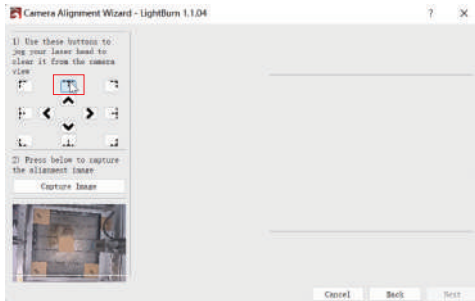 Camera Alignment Wizard - LightBurn 1.1.04
1) Use these buttons to
jog your laser head to
clear it from the camera
view
2) Press below to capture
the alignment image
Capture Image
Cancel
Back
Next